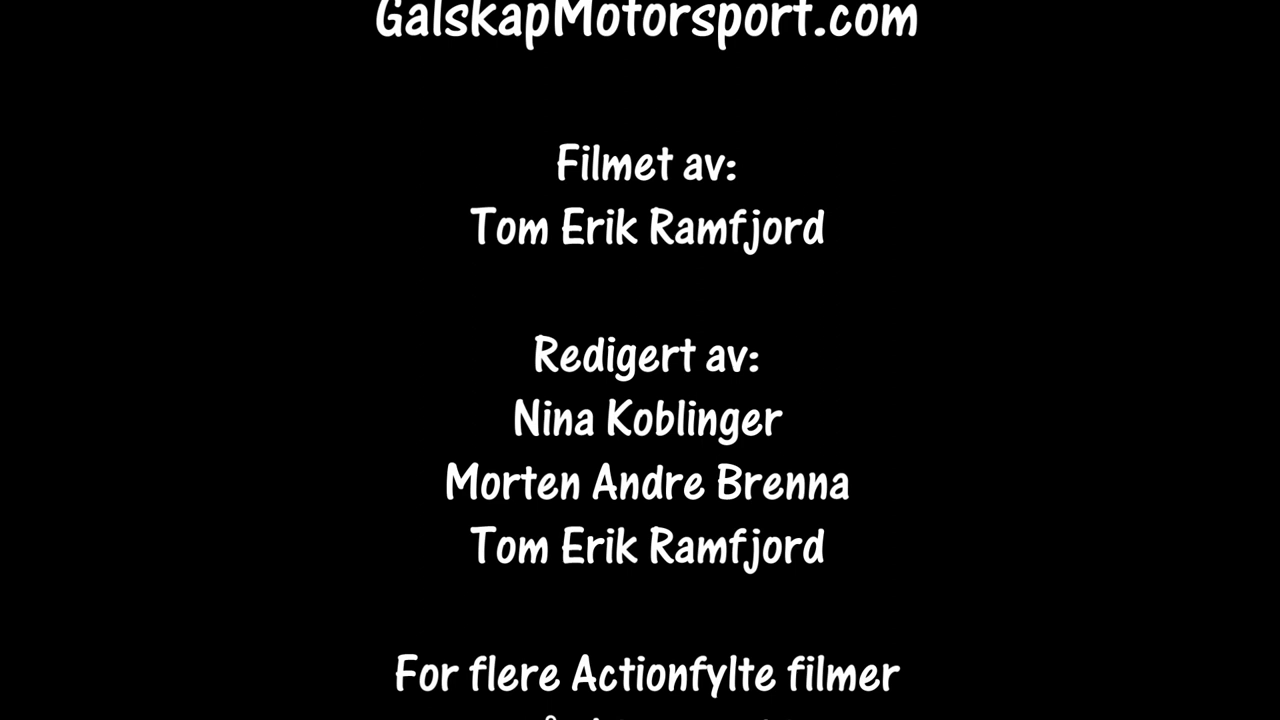 GalskapMotorsport.com
Filmet av:
Tom Erik Ramfjord
Redigert av:
Nina Koblinger
Morten Andre Brenna
Tom Erik Ramfjord
For flere Actionfylte filmer